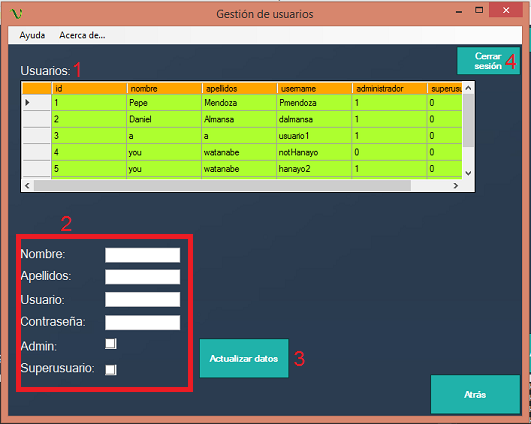 Gestión de usuarios
Ayuda Acerca de...
Cerrar sesión 4
Usuarios: 1
id nombre apellidos username administrador superusu
1 Pepe Mendoza Pmendoza 1 0
2 Daniel Almansa dalmansa 1 0
3 a a usuario1 1 0
4 you watanabe notHanayo 0 0
5 you watanabe hanayo2 1 0
2
Nombre:
Apellidos:
Usuario:
Contraseña:
Admin:
Superusuario:
Actualizar datos 3
Atrás